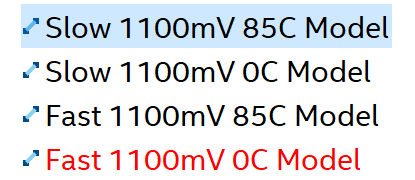 Slow 1100mV 85C Model
Slow 1100mV 0C Model
Fast 1100mV 85C Model
Fast 1100mV 0C Model